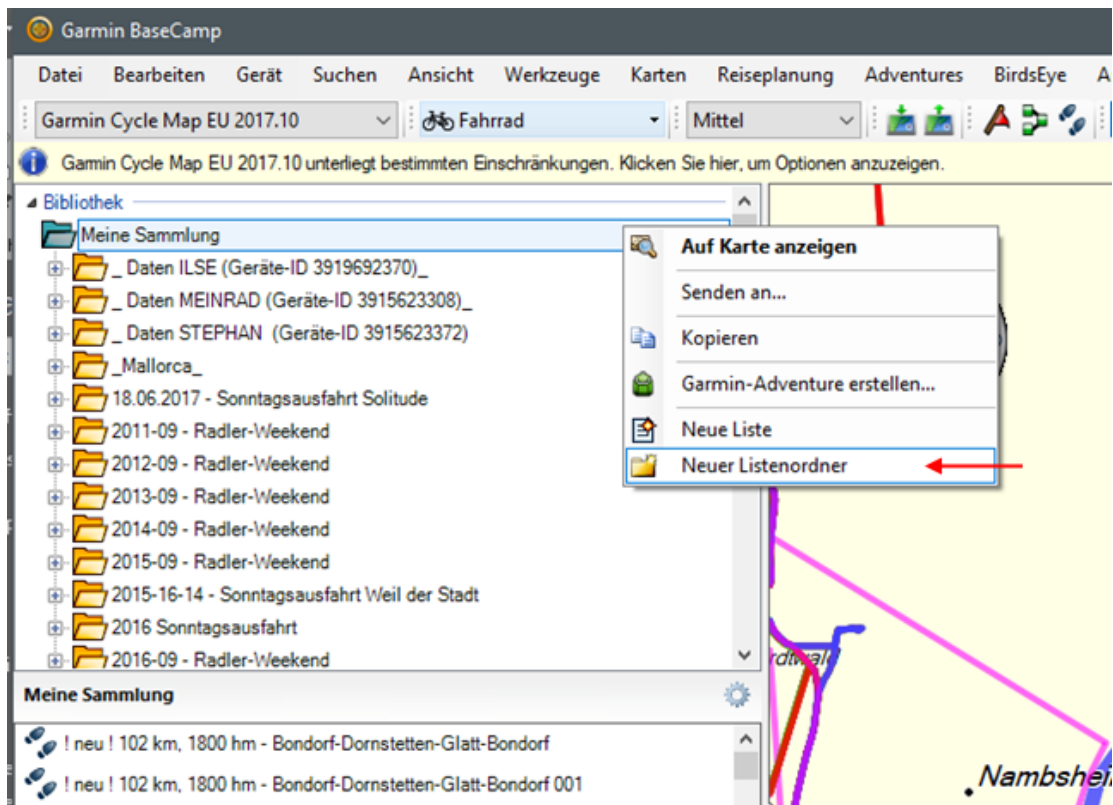 Garmin BaseCamp
Datei Bearbeiten Gerät Suchen Ansicht Werkzeuge Karten Reiseplanung Adventures BirdsEye
Garmin Cycle Map EU 2017.10 Fahrrad Mittel
Garmin Cycle Map EU 2017.10 unterliegt bestimmten Einschränkungen. Klicken Sie hier, um Optionen anzuzeigen.
Bibliothek
Meine Sammlung
_ Daten ILSE (Geräte-ID 3919692370)_
_ Daten MEINRAD (Geräte-ID 3915623308)_
_ Daten STEPHAN (Geräte-ID 3915623372)
_Mallorca_
18.06.2017 - Sonntagsausfahrt Solitude
2011-09 - Radler-Weekend
2012-09 - Radler-Weekend
2013-09 - Radler-Weekend
2014-09 - Radler-Weekend
2015-09 - Radler-Weekend
2015-16-14 - Sonntagsausfahrt Weil der Stadt
2016 Sonntagsausfahrt
2016-09 - Radler-Weekend
Auf Karte anzeigen
Senden an...
Kopieren
Garmin-Adventure erstellen...
Neue Liste
Neuer Listenordner
Meine Sammlung
! neu ! 102 km, 1800 hm - Bondorf-Dornstetten-Glatt-Bondorf
! neu ! 102 km, 1800 hm - Bondorf-Dornstetten-Glatt-Bondorf 001